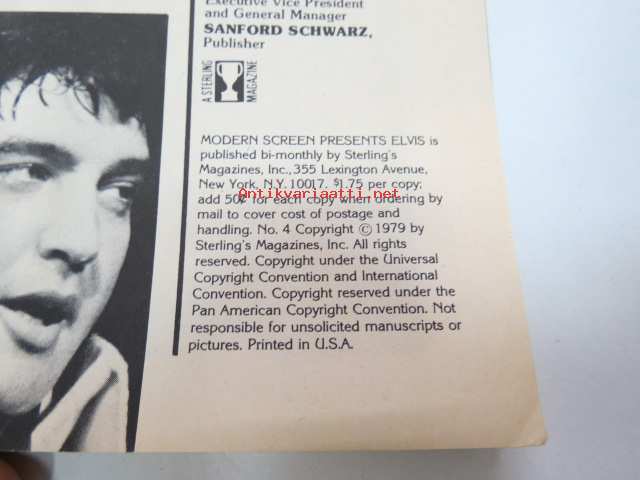 Executive Vice President
and General Manager
SANFORD SCHWARZ,
Publisher
A STERLING
MAGAZINE
MODERN SCREEN PRESENTS ELVIS is
published bi-monthly by Sterling's
Magazines, Inc., 355 Lexington Avenue,
New York, N.Y. 10017. $1.75 per copy;
Antikvariaatti.net
add 50¢ for each copy when ordering by
mail to cover cost of postage and
handling. No. 4 Copyright © 1979 by
Sterling's Magazines, Inc. All rights
reserved. Copyright under the Universal
Copyright Convention and International
Convention. Copyright reserved under the
Pan American Copyright Convention. Not
responsible for unsolicited manuscripts or
pictures. Printed in U.S.A.